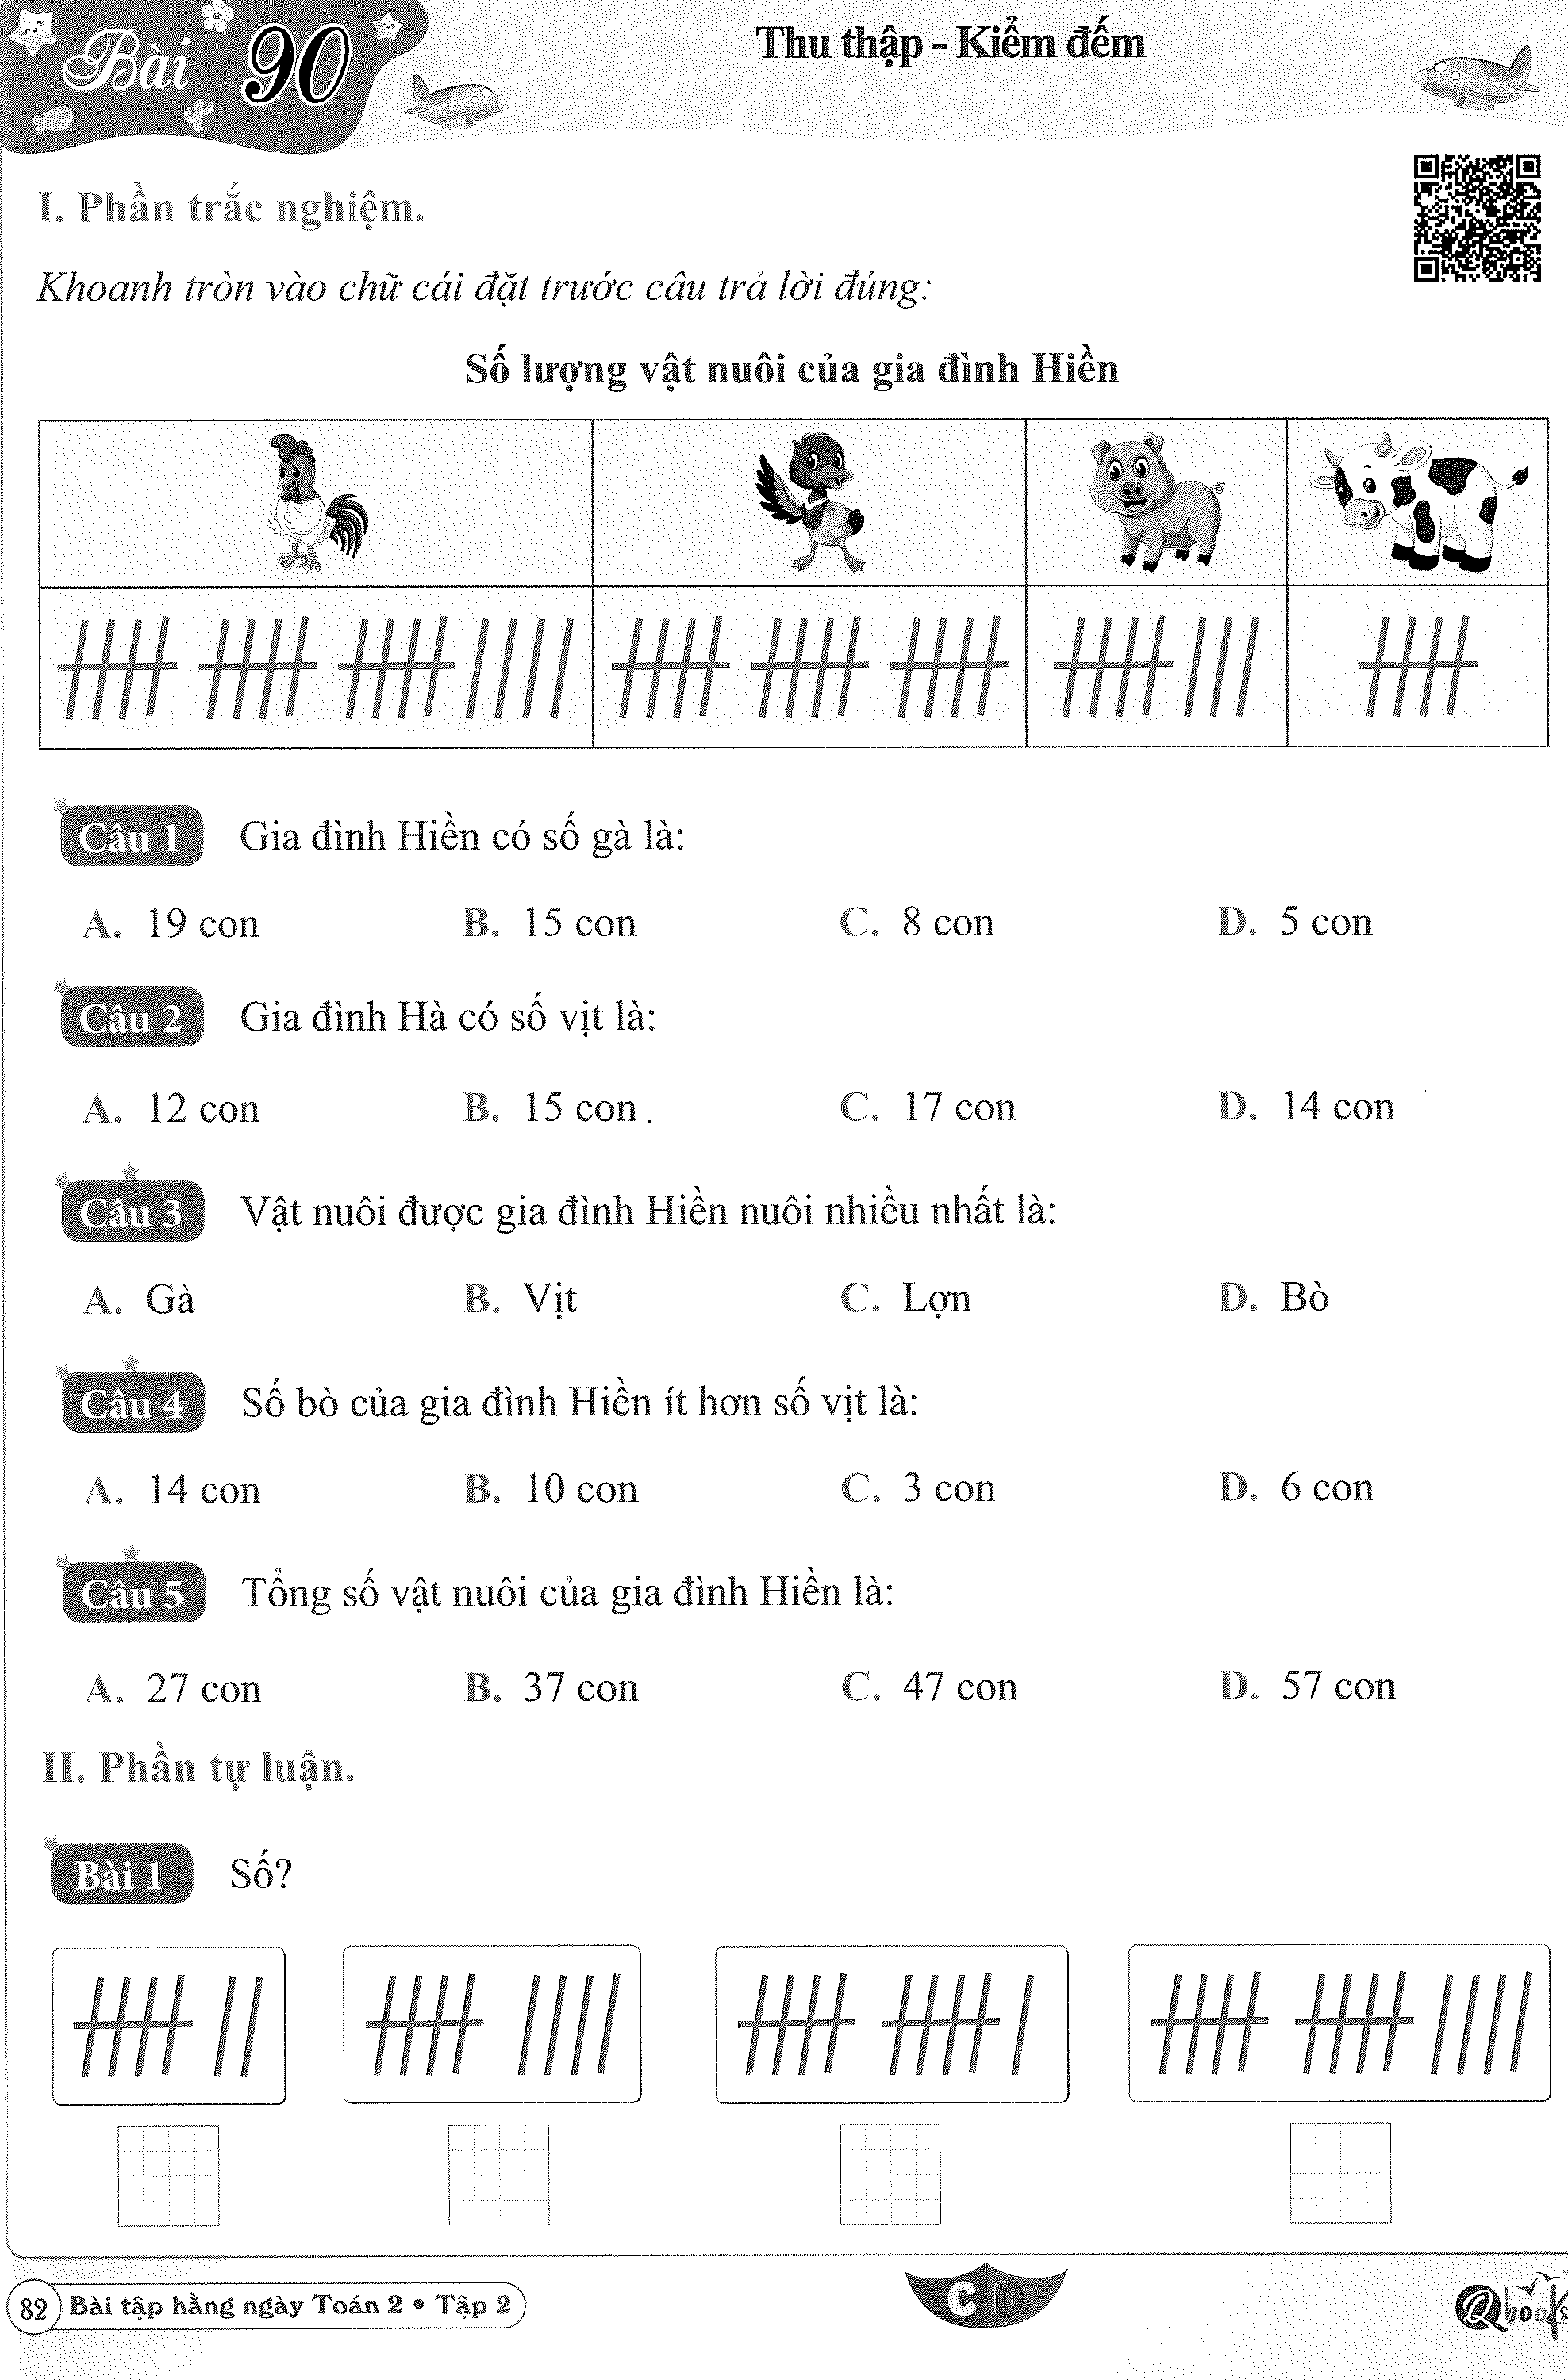 Bài 90
Thu thập - Kiểm đếm
I. Phần trắc nghiệm.
Khoanh tròn vào chữ cái đặt trước câu trả lời đúng:
Số lượng vật nuôi của gia đình Hiền
Câu 1 Gia đình Hiền có số gà là:
A. 19 con B. 15 con C. 8 con D. 5 con
Câu 2 Gia đình Hà có số vịt là:
A. 12 con B. 15 con . C. 17 con D. 14 con
Câu 3 Vật nuôi được gia đình Hiền nuôi nhiều nhất là:
A. Gà B. Vịt C. Lợn D. Bò
Câu 4 Số bò của gia đình Hiền ít hơn số vịt là:
A. 14 con B. 10 con C. 3 con D. 6 con
Câu 5 Tổng số vật nuôi của gia đình Hiền là:
A. 27 con B. 37 con C. 47 con D. 57 con
II. Phần tự luận.
Bài 1 Số?
82 Bài tập hằng ngày Toán 2 • Tập 2
C D
Qbooks